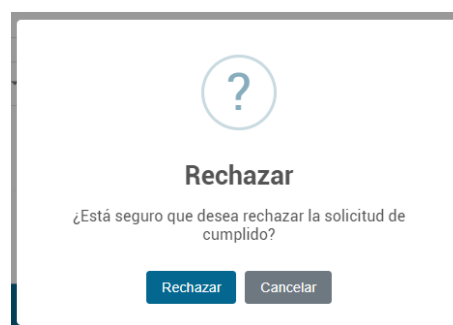 ?
Rechazar
¿Está seguro que desea rechazar la solicitud de
cumplido?
Rechazar
Cancelar